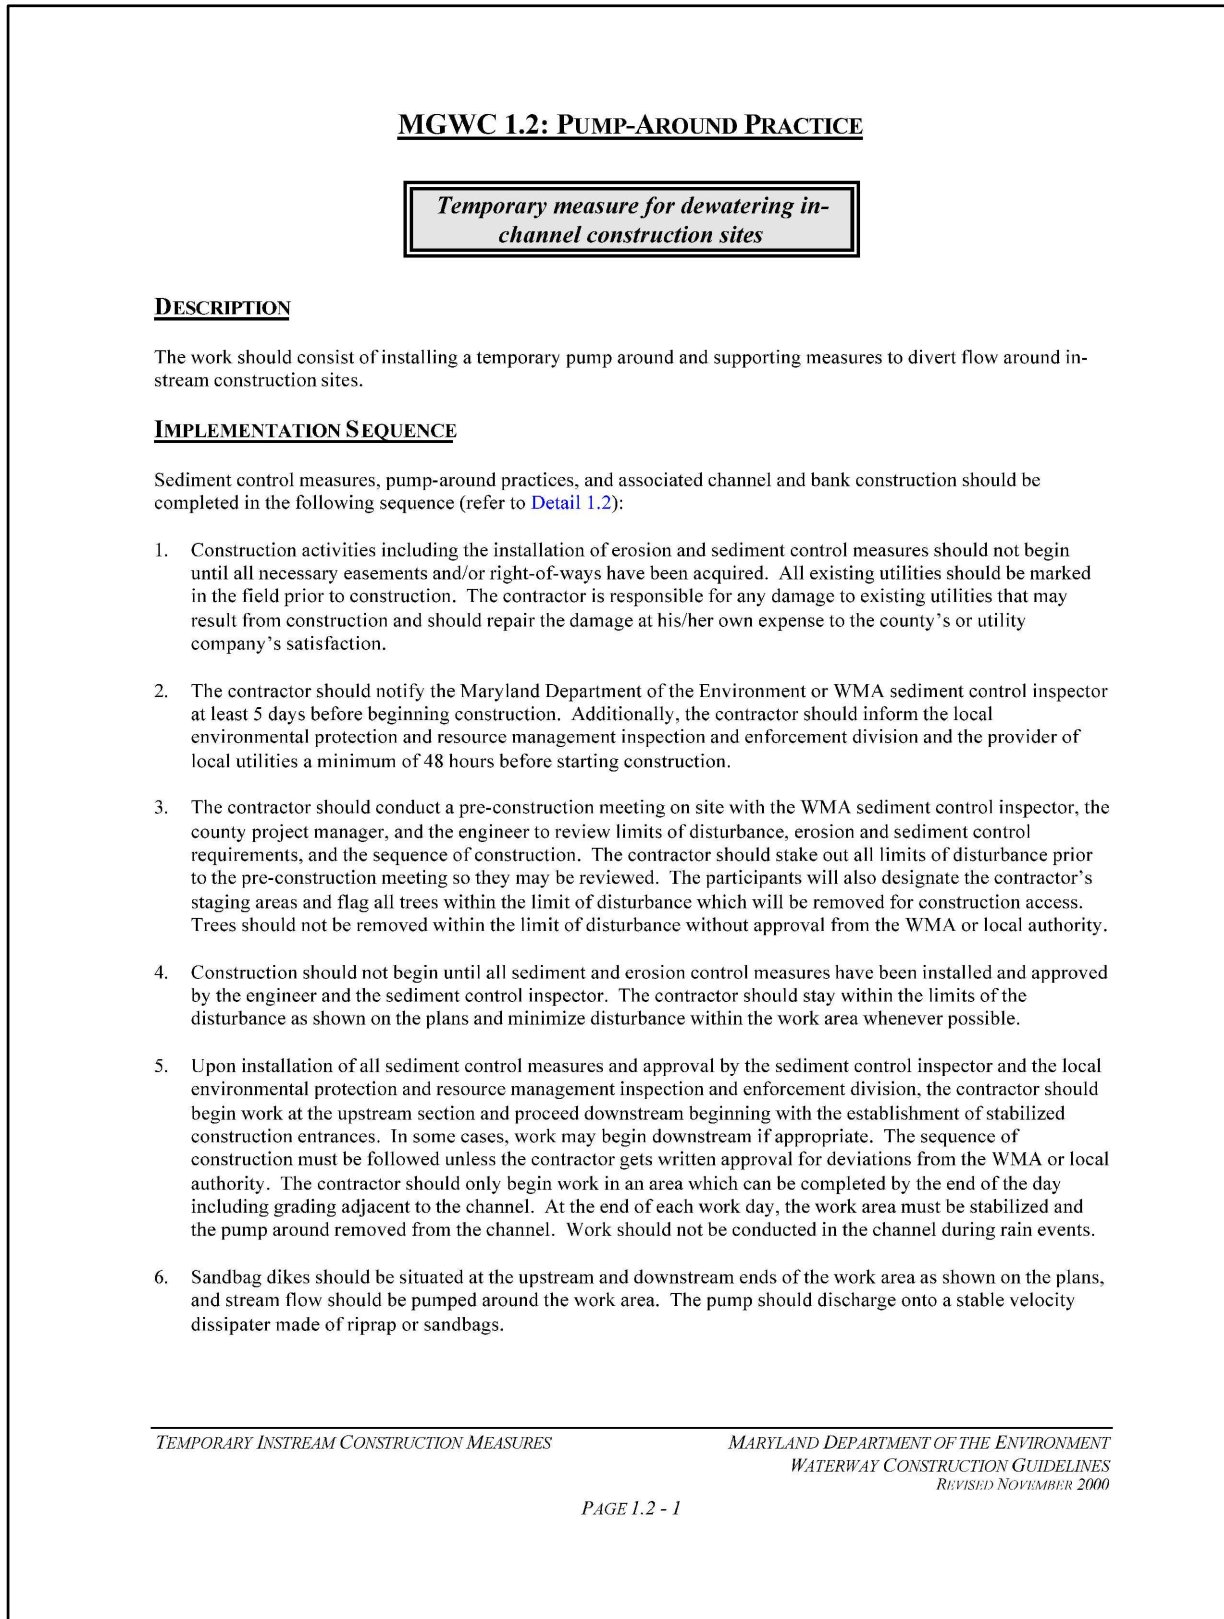 MGWC 1.2: PUMP-AROUND PRACTICE
Temporary measure for dewatering in-
channel construction sites
DESCRIPTION
The work should consist of installing a temporary pump around and supporting measures to divert flow around in-
stream construction sites.
IMPLEMENTATION SEQUENCE
Sediment control measures, pump-around practices, and associated channel and bank construction should be
completed in the following sequence (refer to Detail 1.2):
1. Construction activities including the installation of erosion and sediment control measures should not begin
until all necessary easements and/or right-of-ways have been acquired. All existing utilities should be marked
in the field prior to construction. The contractor is responsible for any damage to existing utilities that may
result from construction and should repair the damage at his/her own expense to the county's or utility
company's satisfaction.
2. The contractor should notify the Maryland Department of the Environment or WMA sediment control inspector
at least 5 days before beginning construction. Additionally, the contractor should inform the local
environmental protection and resource management inspection and enforcement division and the provider of
local utilities a minimum of 48 hours before starting construction.
3. The contractor should conduct a pre-construction meeting on site with the WMA sediment control inspector, the
county project manager, and the engineer to review limits of disturbance, erosion and sediment control
requirements, and the sequence of construction. The contractor should stake out all limits of disturbance prior
to the pre-construction meeting so they may be reviewed. The participants will also designate the contractor's
staging areas and flag all trees within the limit of disturbance which will be removed for construction access.
Trees should not be removed within the limit of disturbance without approval from the WMA or local authority.
4. Construction should not begin until all sediment and erosion control measures have been installed and approved
by the engineer and the sediment control inspector. The contractor should stay within the limits of the
disturbance as shown on the plans and minimize disturbance within the work area whenever possible.
5. Upon installation of all sediment control measures and approval by the sediment control inspector and the local
environmental protection and resource management inspection and enforcement division, the contractor should
begin work at the upstream section and proceed downstream beginning with the establishment of stabilized
construction entrances. In some cases, work may begin downstream if appropriate. The sequence of
construction must be followed unless the contractor gets written approval for deviations from the WMA or local
authority. The contractor should only begin work in an area which can be completed by the end of the day
including grading adjacent to the channel. At the end of each work day, the work area must be stabilized and
the pump around removed from the channel. Work should not be conducted in the channel during rain events.
6. Sandbag dikes should be situated at the upstream and downstream ends of the work area as shown on the plans,
and stream flow should be pumped around the work area. The pump should discharge onto a stable velocity
dissipater made of riprap or sandbags.
TEMPORARY INSTREAM CONSTRUCTION MEASURES
MARYLAND DEPARTMENT OF THE ENVIRONMENT
WATERWAY CONSTRUCTION GUIDELINES
REVISED NOVEMBER 2000
PAGE 1.2 - 1